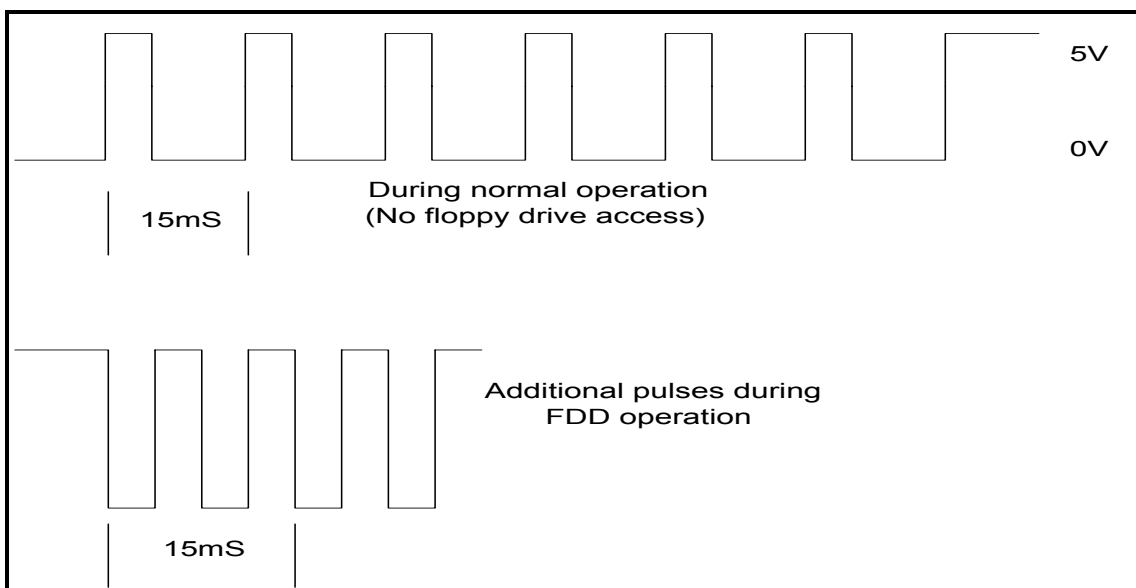 5V
0V
During normal operation
(No floppy drive access)
15mS
Additional pulses during
FDD operation
15mS